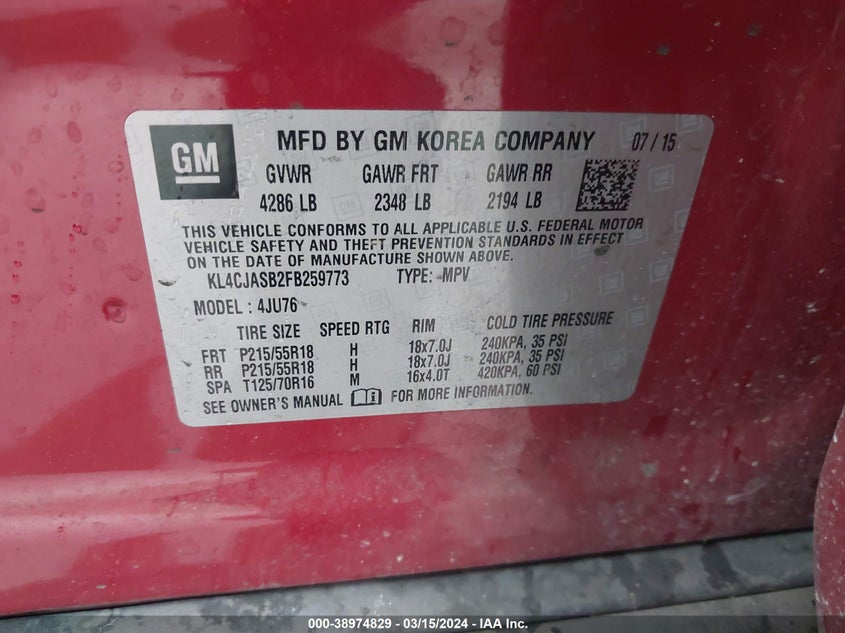 GM
MFD BY GM KOREA COMPANY 07 / 15
GVWR GAWR FRT GAWR RR
4286 LB 2348 LB 2194 LB
THIS VEHICLE CONFORMS TO ALL APPLICABLE U.S. FEDERAL MOTOR
VEHICLE SAFETY AND THEFT PREVENTION STANDARDS IN EFFECT
ON THE DATE OF MANUFACTURE SHOWN ABOVE.
KL4CJASB2FB259773 TYPE: MPV
MODEL : 4JU76
TIRE SIZE SPEED RTG RIM COLD TIRE PRESSURE
FRT P215/55R18 H 18x7.0J 240KPA, 35 PSI
RR P215/55R18 H 18x7.0J 240KPA, 35 PSI
SPA T125/70R16 M 16x4.0T 420KPA, 60 PSI
SEE OWNER'S MANUAL FOR MORE INFORMATION.
000-38974829 - 03/15/2024 - IAA Inc.